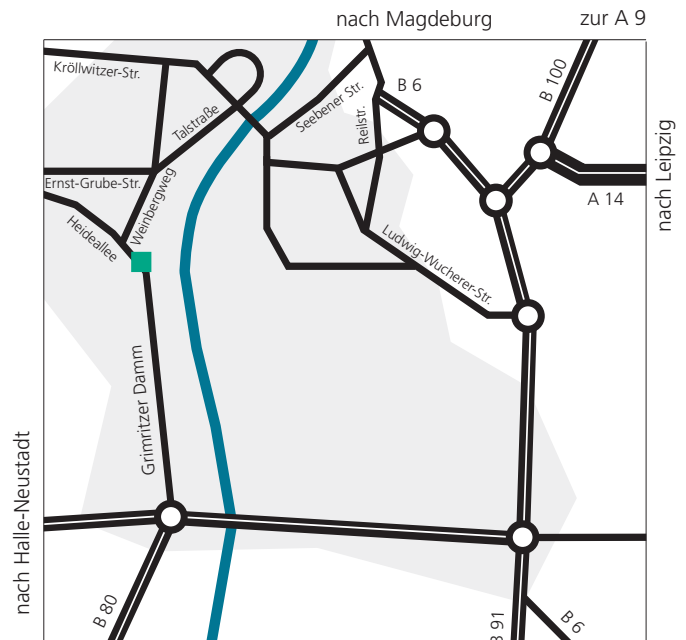 nach Magdeburg
zur A 9
Kröllwitzer-Str.
B 6
B 100
Seebener Str.
Talstraße
Reilstr.
nach Leipzig
Ernst-Grube-Str.
A 14
Weinbergweg
Heideallee
Ludwig-Wucherer-Str.
Grimritzer Damm
nach Halle-Neustadt
B 80
B 91
B 6